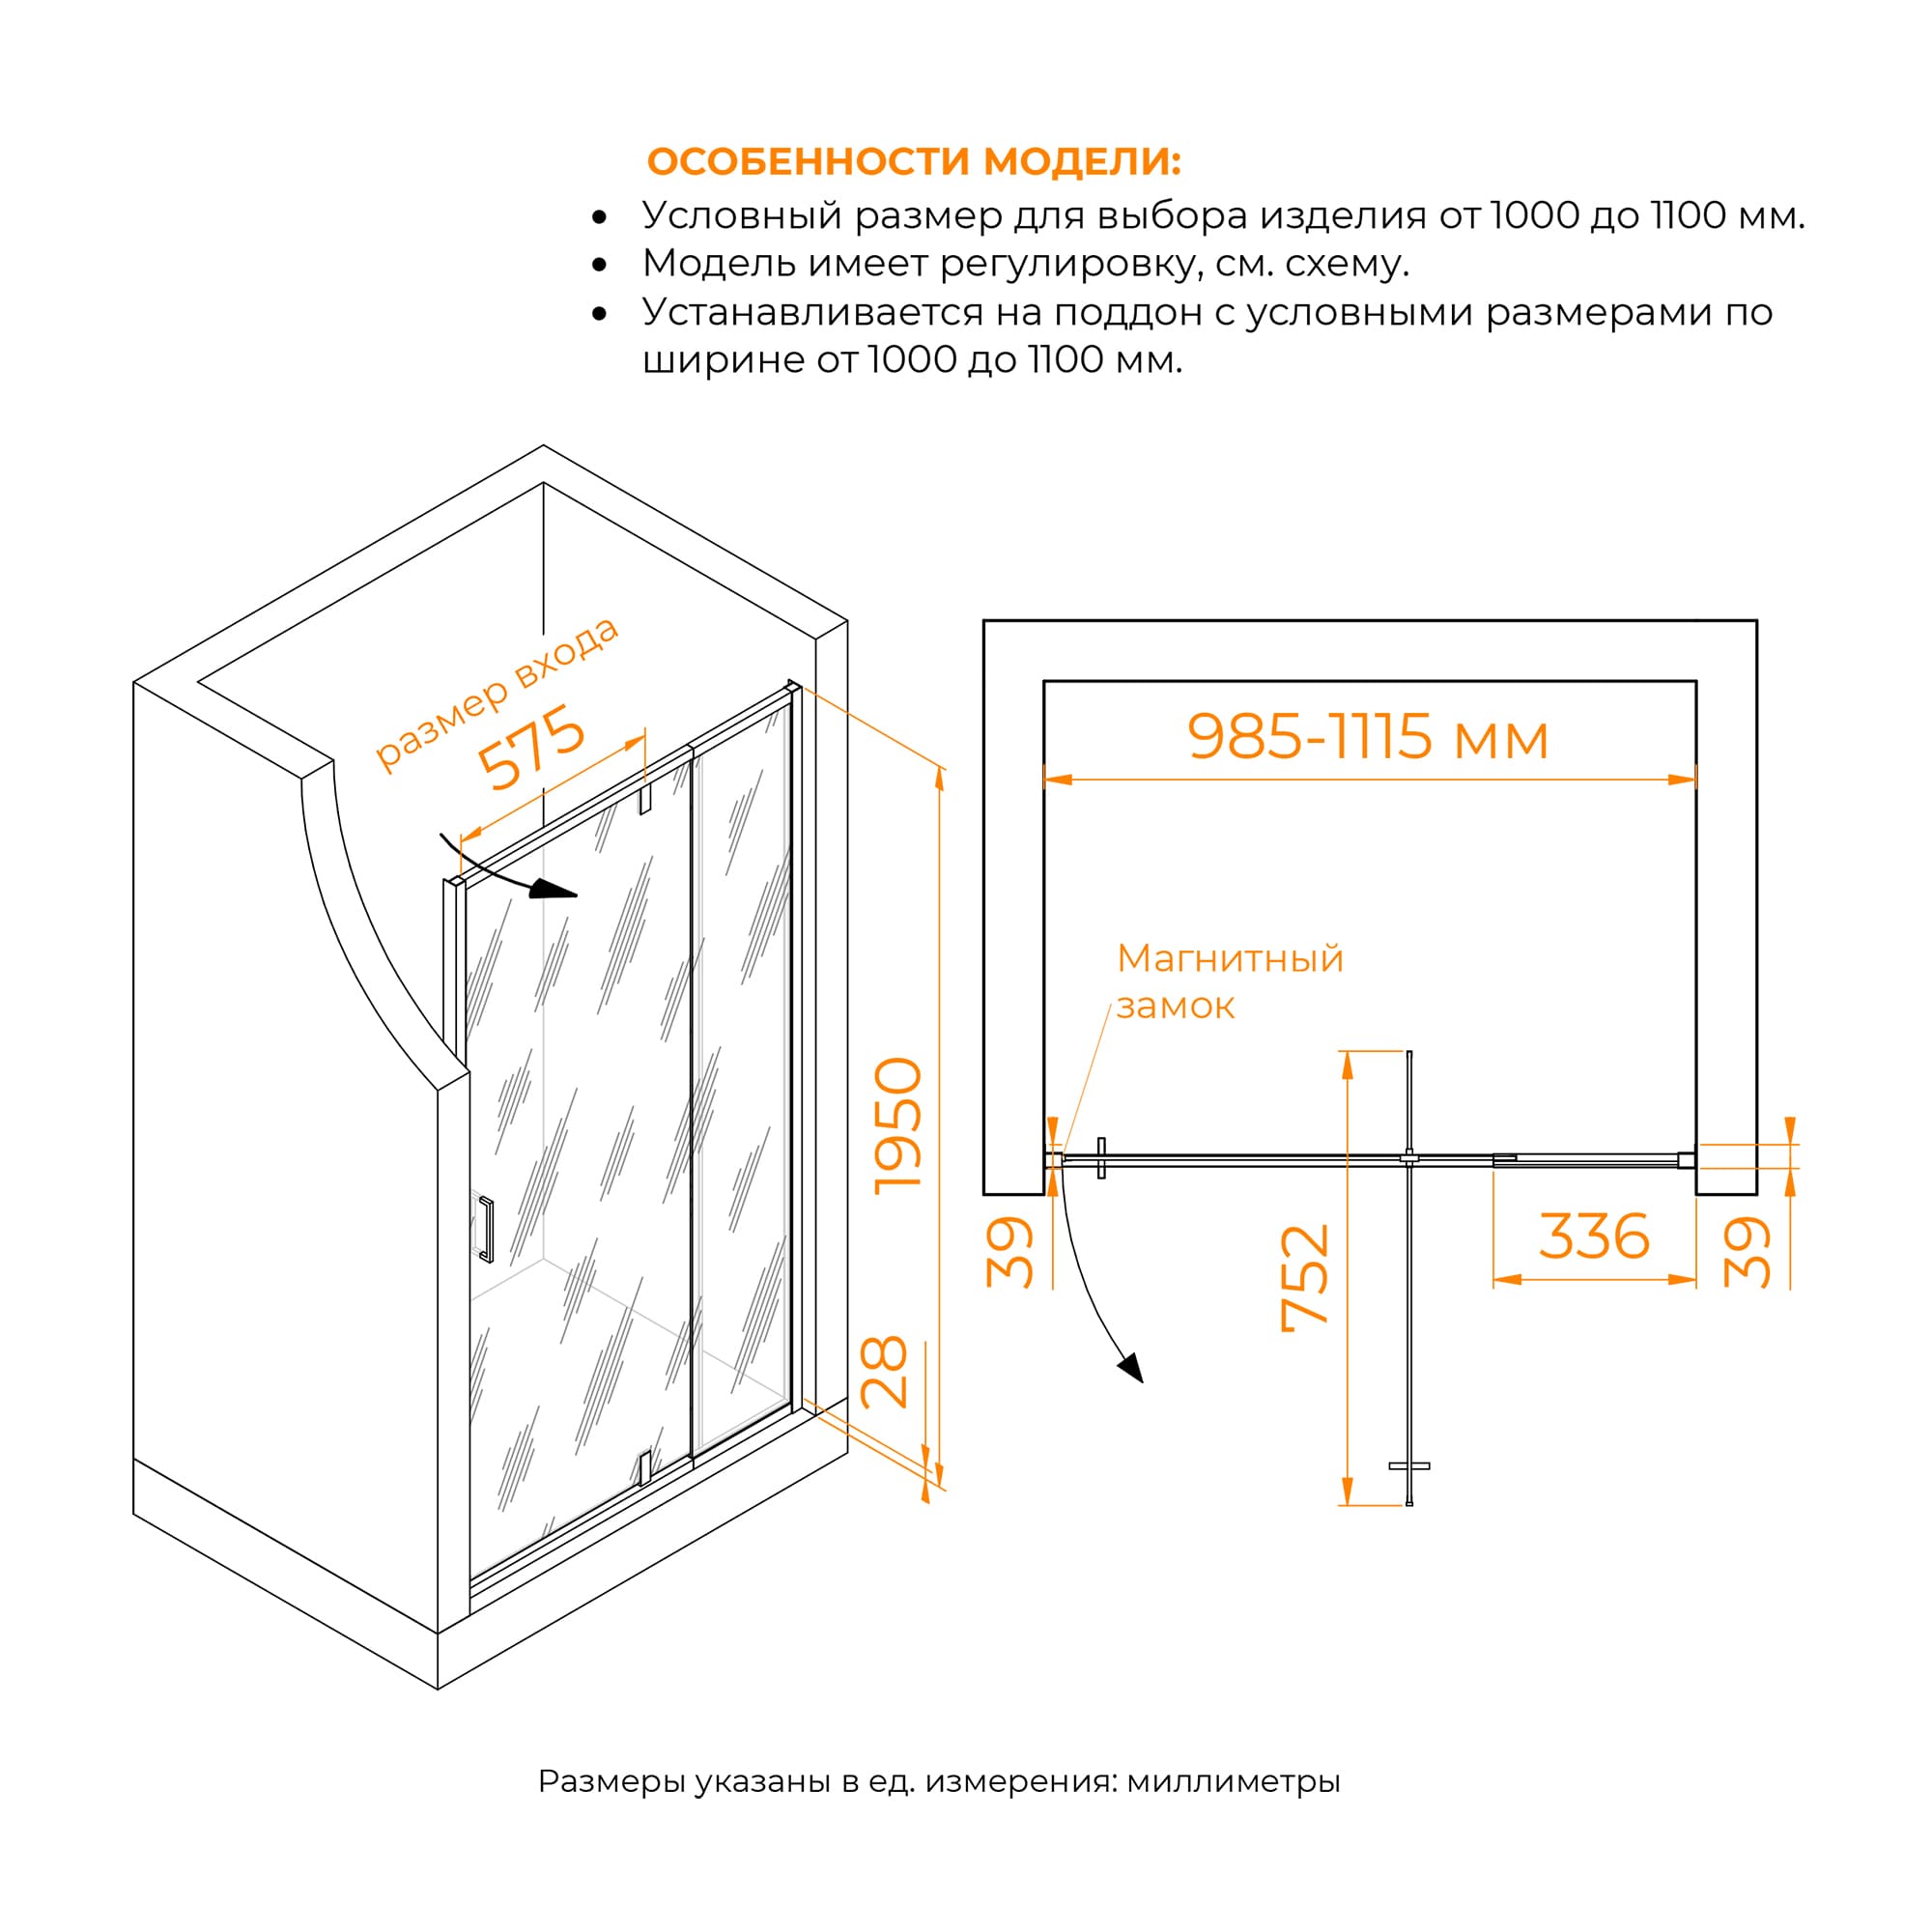 ОСОБЕННОСТИ МОДЕЛИ:
• Условный размер для выбора изделия от 1000 до 1100 мм.
• Модель имеет регулировку, см. схему.
• Устанавливается на поддон с условными размерами по
ширине от 1000 до 1100 мм.
размер входа
575
1950
28
985-1115 мм
Магнитный
замок
39
752
336
39
Размеры указаны в ед. измерения: миллиметры